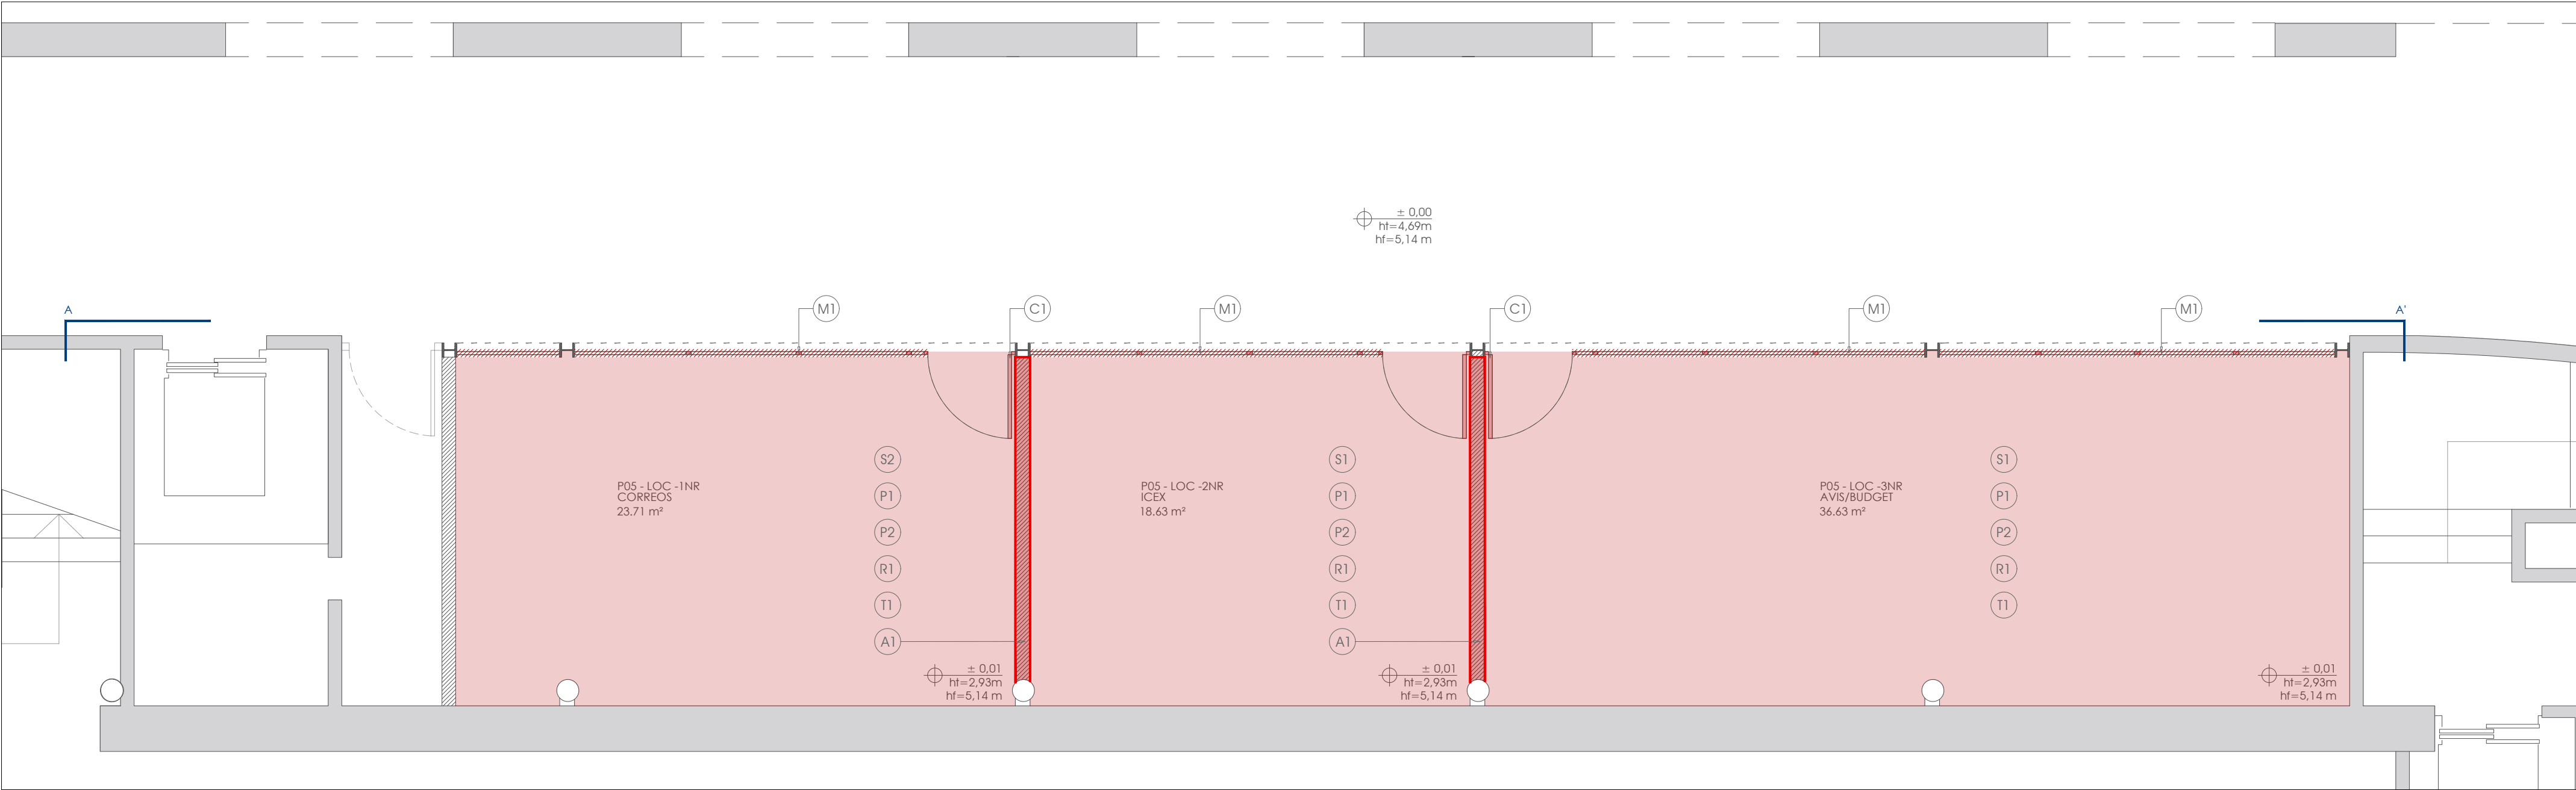 ± 0,00
ht=4,69m
hf=5,14 m
A
M1
C1
M1
C1
M1
M1
A'
S2
P1
P2
R1
T1
A1
P05 - LOC -1NR
CORREOS
23.71 m²
± 0,01
ht=2,93m
hf=5,14 m
S1
P1
P2
R1
T1
A1
P05 - LOC -2NR
ICEX
18.63 m²
± 0,01
ht=2,93m
hf=5,14 m
P05 - LOC -3NR
AVIS/BUDGET
36.63 m²
S1
P1
P2
R1
T1
± 0,01
ht=2,93m
hf=5,14 m